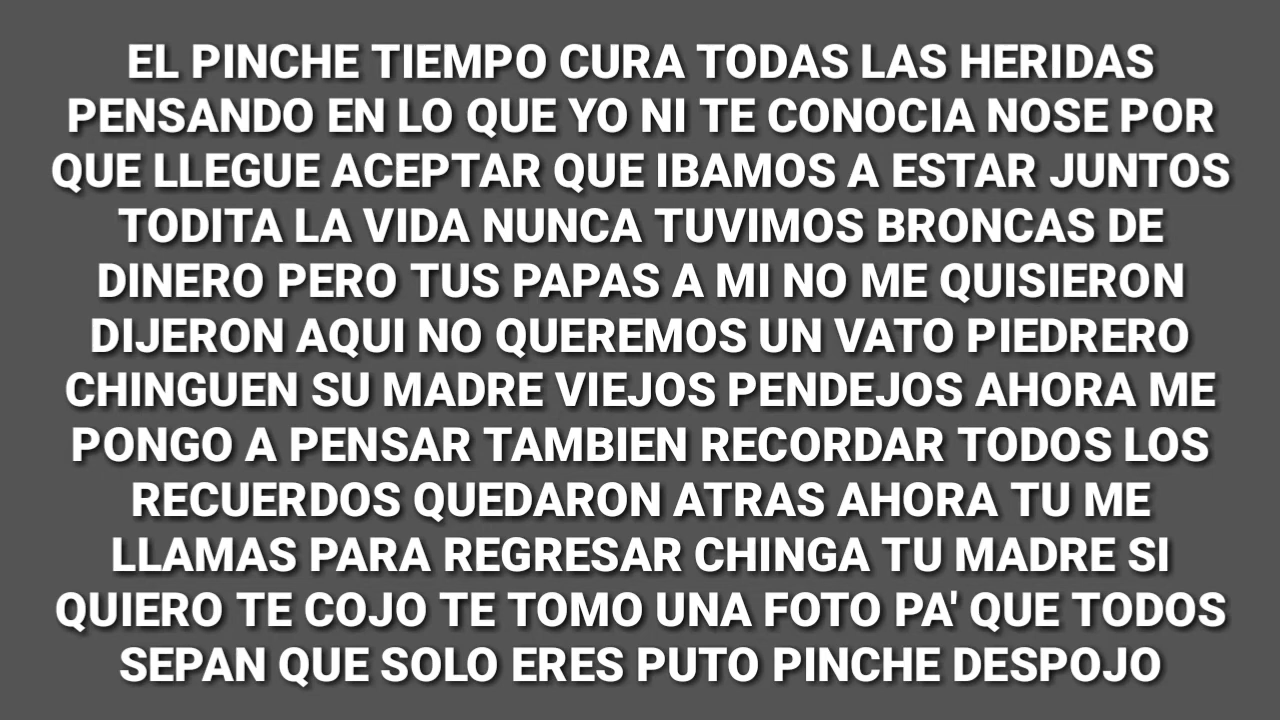 EL PINCHE TIEMPO CURA TODAS LAS HERIDAS
PENSANDO EN LO QUE YO NI TE CONOCIA NOSE POR
QUE LLEGUE ACEPTAR QUE IBAMOS A ESTAR JUNTOS
TODITA LA VIDA NUNCA TUVIMOS BRONCAS DE
DINERO PERO TUS PAPAS A MI NO ME QUISIERON
DIJERON AQUI NO QUEREMOS UN VATO PIEDRERO
CHINGUEN SU MADRE VIEJOS PENDEJOS AHORA ME
PONGO A PENSAR TAMBIEN RECORDAR TODOS LOS
RECUERDOS QUEDARON ATRAS AHORA TU ME
LLAMAS PARA REGRESAR CHINGA TU MADRE SI
QUIERO TE COJO TE TOMO UNA FOTO PA' QUE TODOS
SEPAN QUE SOLO ERES PUTO PINCHE DESPOJO